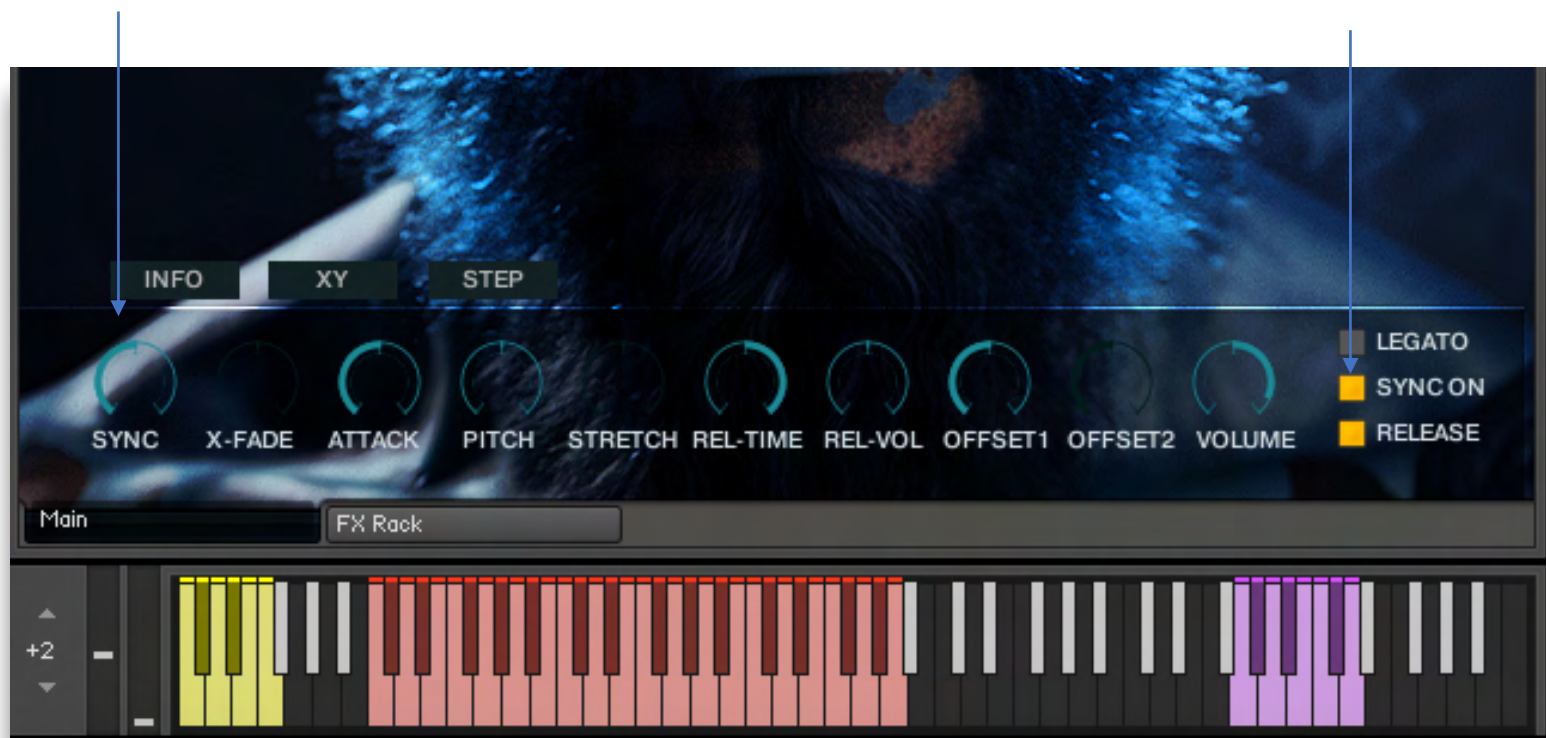 INFO XY STEP
LEGATO
SYNC ON
RELEASE
SYNC X-FADE ATTACK PITCH STRETCH REL-TIME REL-VOL OFFSET1 OFFSET2 VOLUME
Main FX Rack
+2